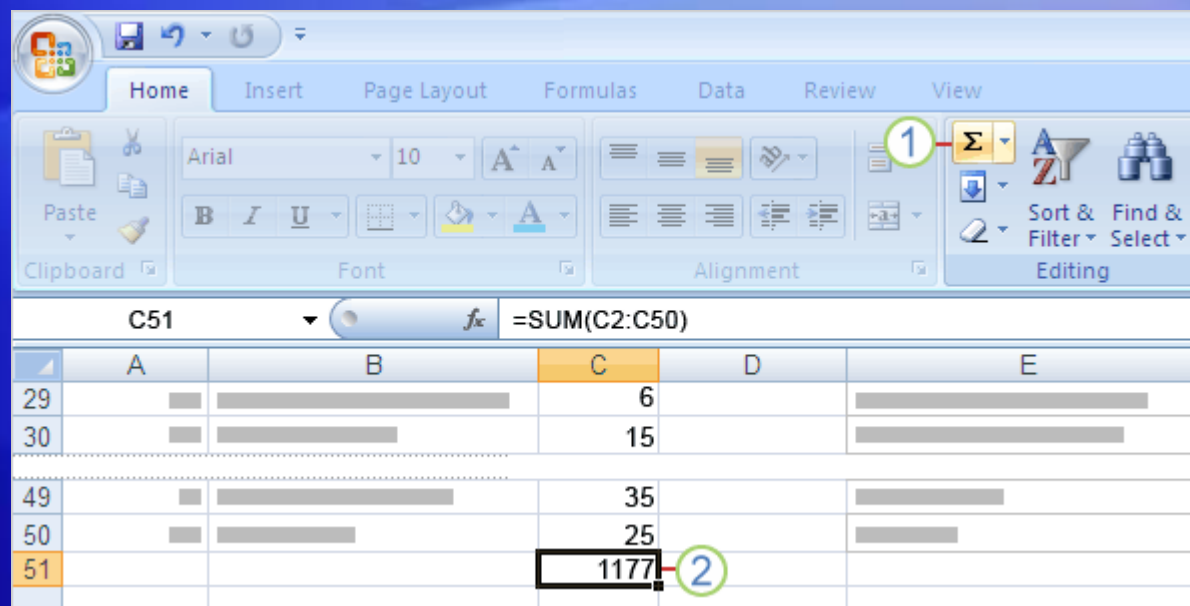 Home Insert Page Layout Formulas Data Review View
1
Σ
Arial 10 A A
Paste
B I U A
a
A
Z
Sort & Filter
Find & Select
Clipboard Font Alignment Editing
C51 fx =SUM(C2:C50)
A B C D E
29 6
30 15
49 35
50 25
51 1177 2